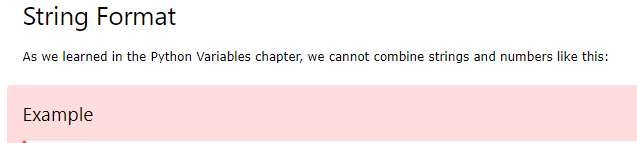 String Format
As we learned in the Python Variables chapter, we cannot combine strings and numbers like this:
Example